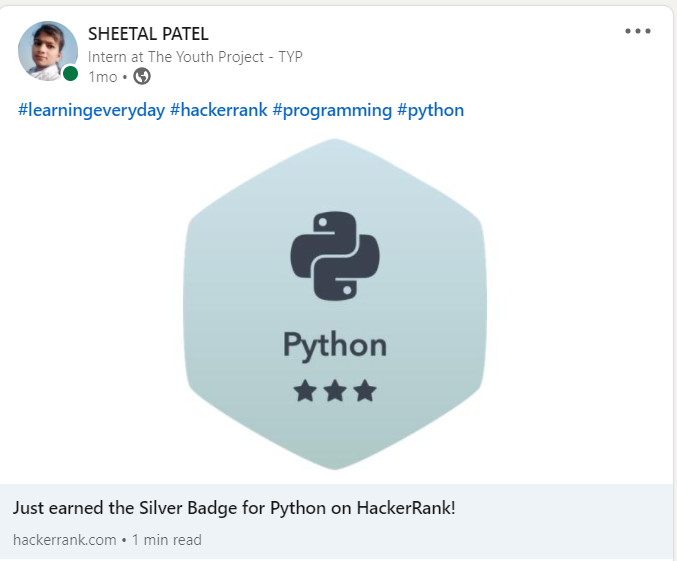 SHEETAL PATEL
Intern at The Youth Project - TYP
1mo •
#learningeveryday #hackerrank #programming #python
Python
Just earned the Silver Badge for Python on HackerRank!
hackerrank.com • 1 min read